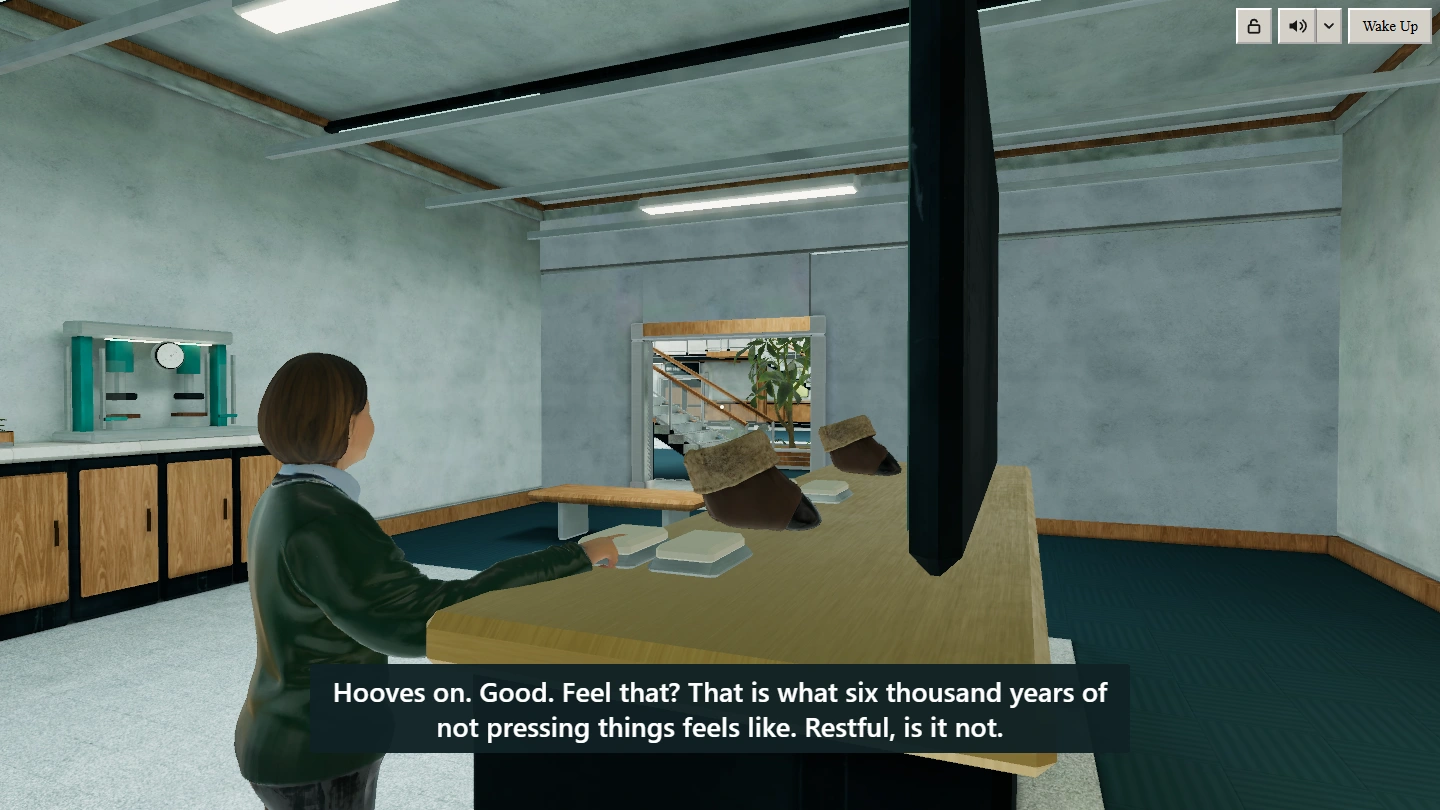 Wake Up
Hooves on. Good. Feel that? That is what six thousand years of
not pressing things feels like. Restful, is it not.